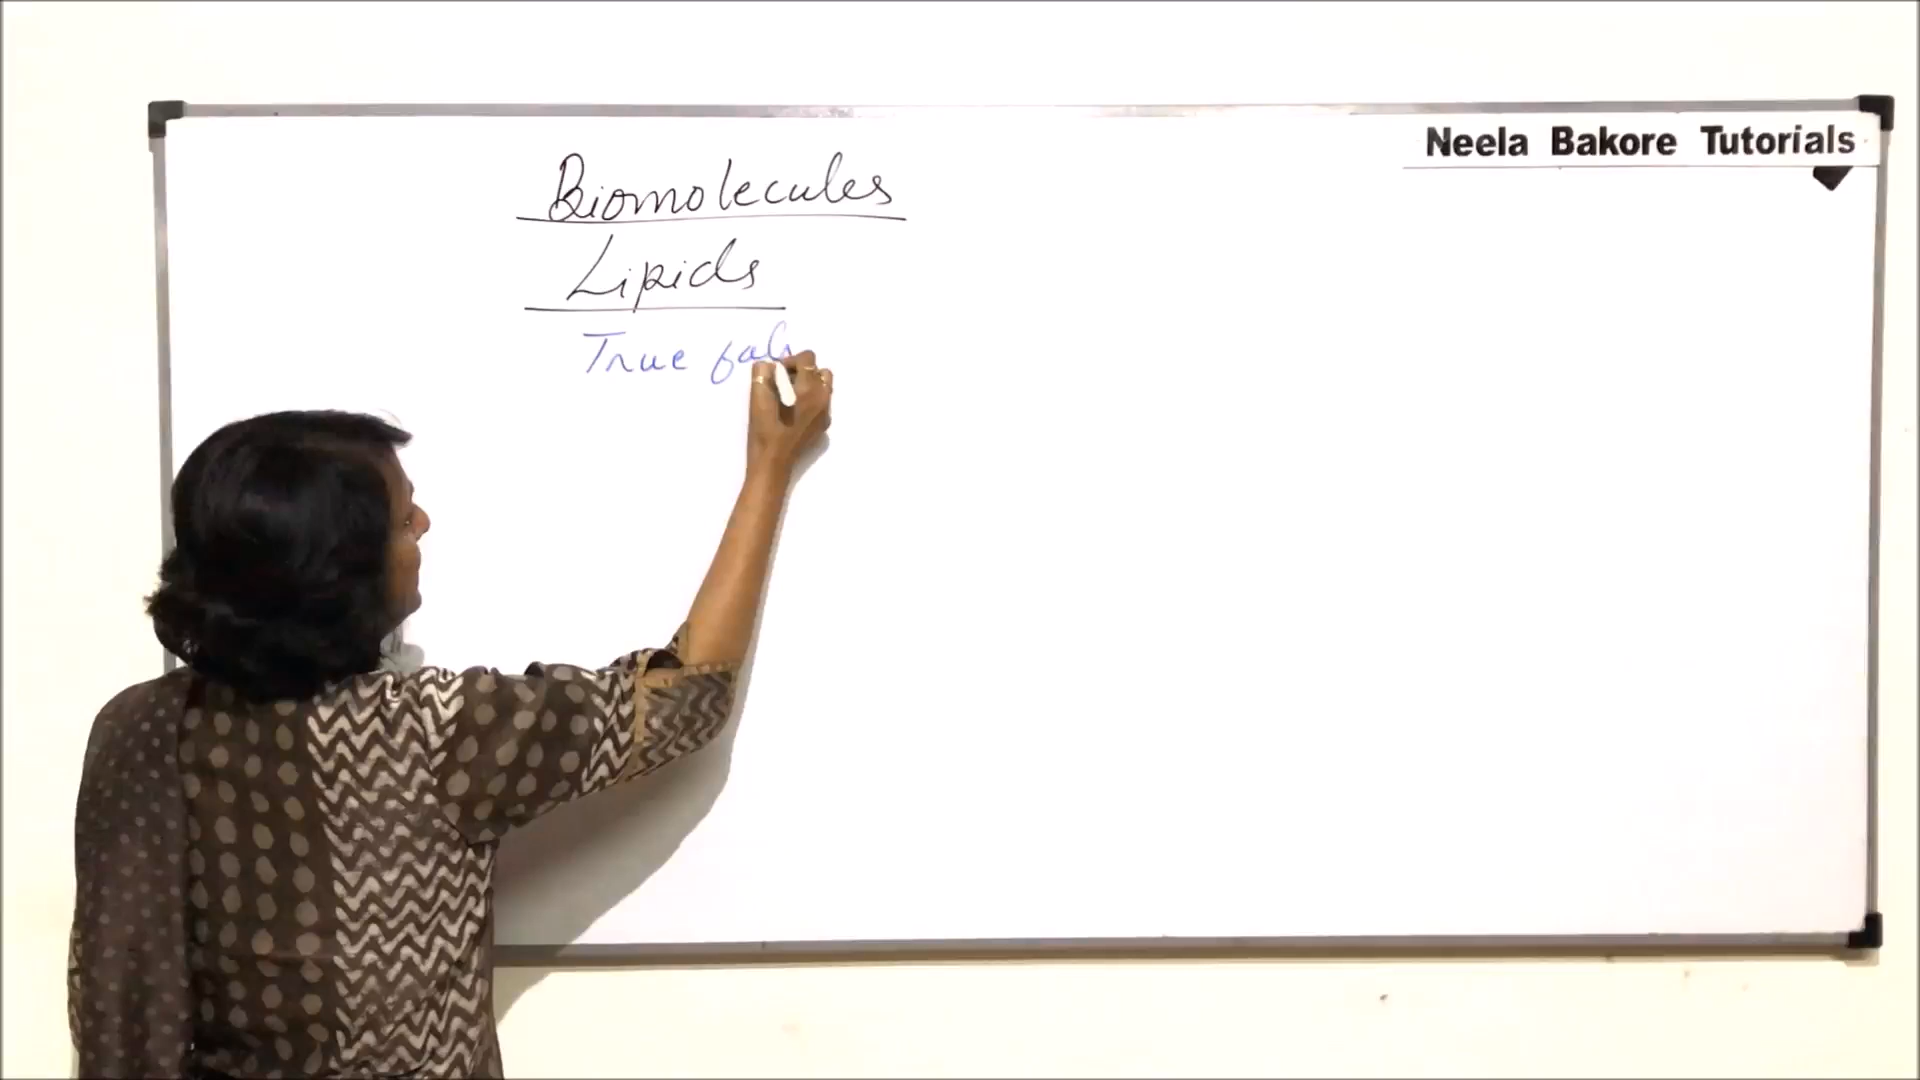 Neela Bakore Tutorials
Biomolecules
Lipids
True